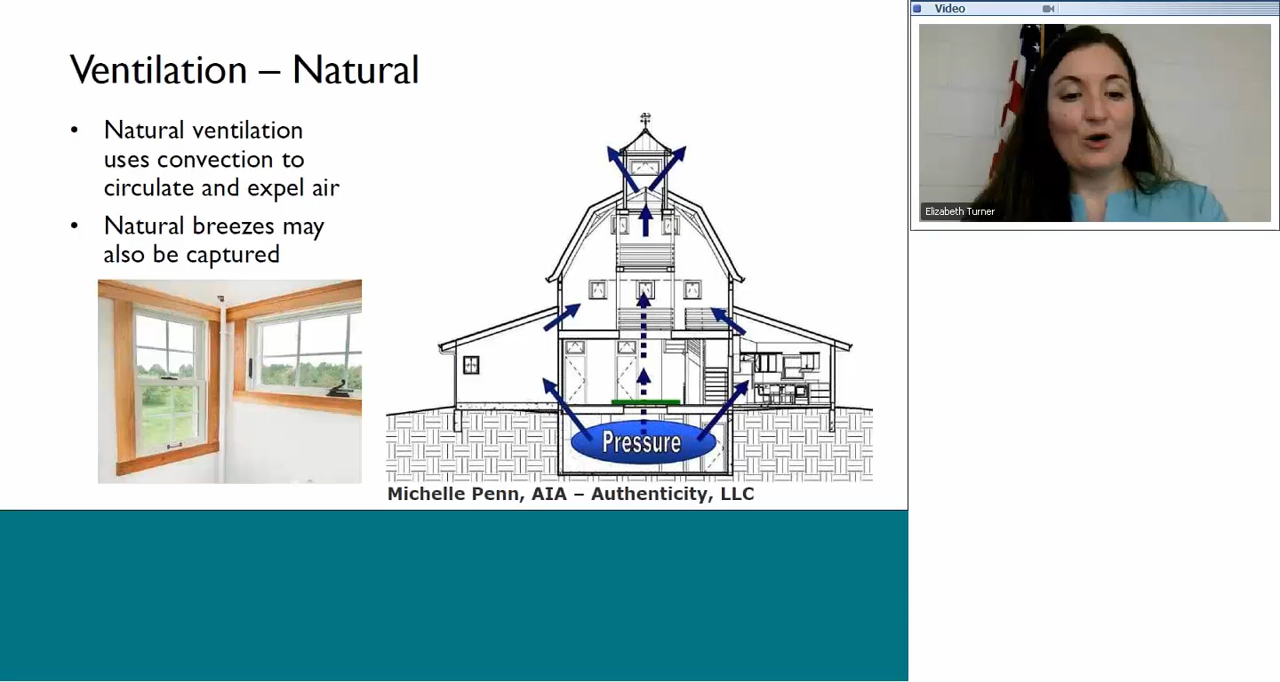 Ventilation – Natural
• Natural ventilation
uses convection to
circulate and expel air
• Natural breezes may
also be captured
Pressure
Michelle Penn, AIA – Authenticity, LLC
Video
Elizabeth Turner